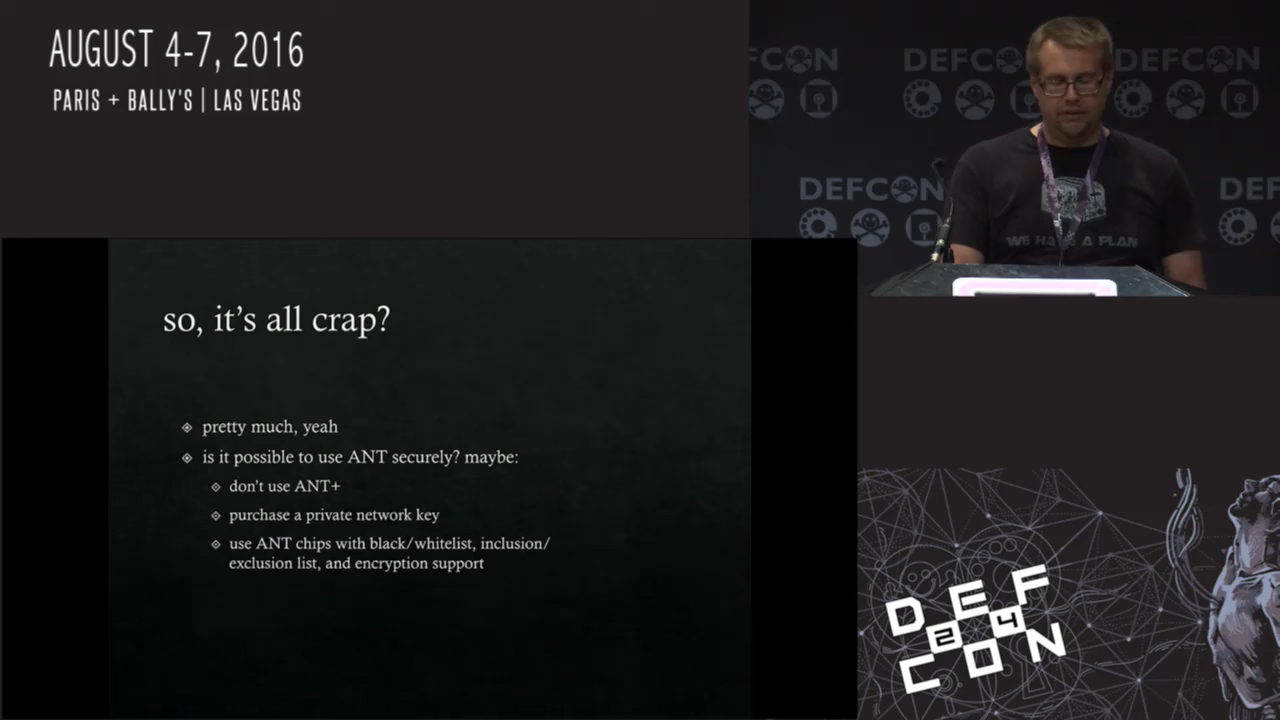 AUGUST 4-7, 2016
PARIS + BALLY'S | LAS VEGAS
DEFCON DEFCON DEFCON
DEFCON DEF
WE HAVE A PLAN
so, it's all crap?
pretty much, yeah
is it possible to use ANT securely? maybe:
don't use ANT+
purchase a private network key
use ANT chips with black/whitelist, inclusion/
exclusion list, and encryption support
DEF
24
CON